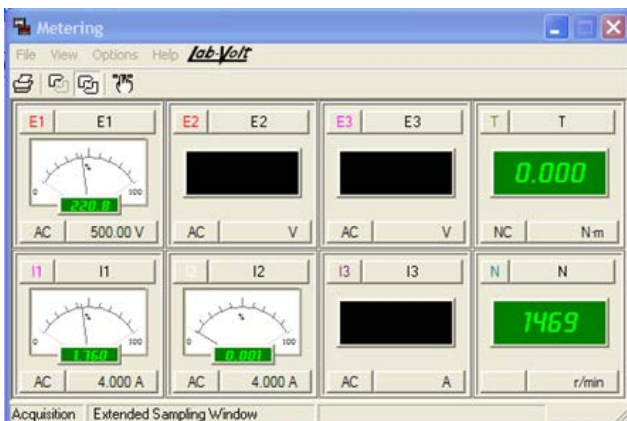 Metering
File View Options Help Lab-Volt
E1 E1 E2 E2 E3 E3 T T
% 0 100
220.8
0.000
AC 500.00 V AC V AC V NC N·m
I1 I1 I2 I2 I3 I3 N N
% 0 100 % 0 100
1.760 0.001
1469
AC 4.000 A AC 4.000 A AC A r/min
Acquisition Extended Sampling Window